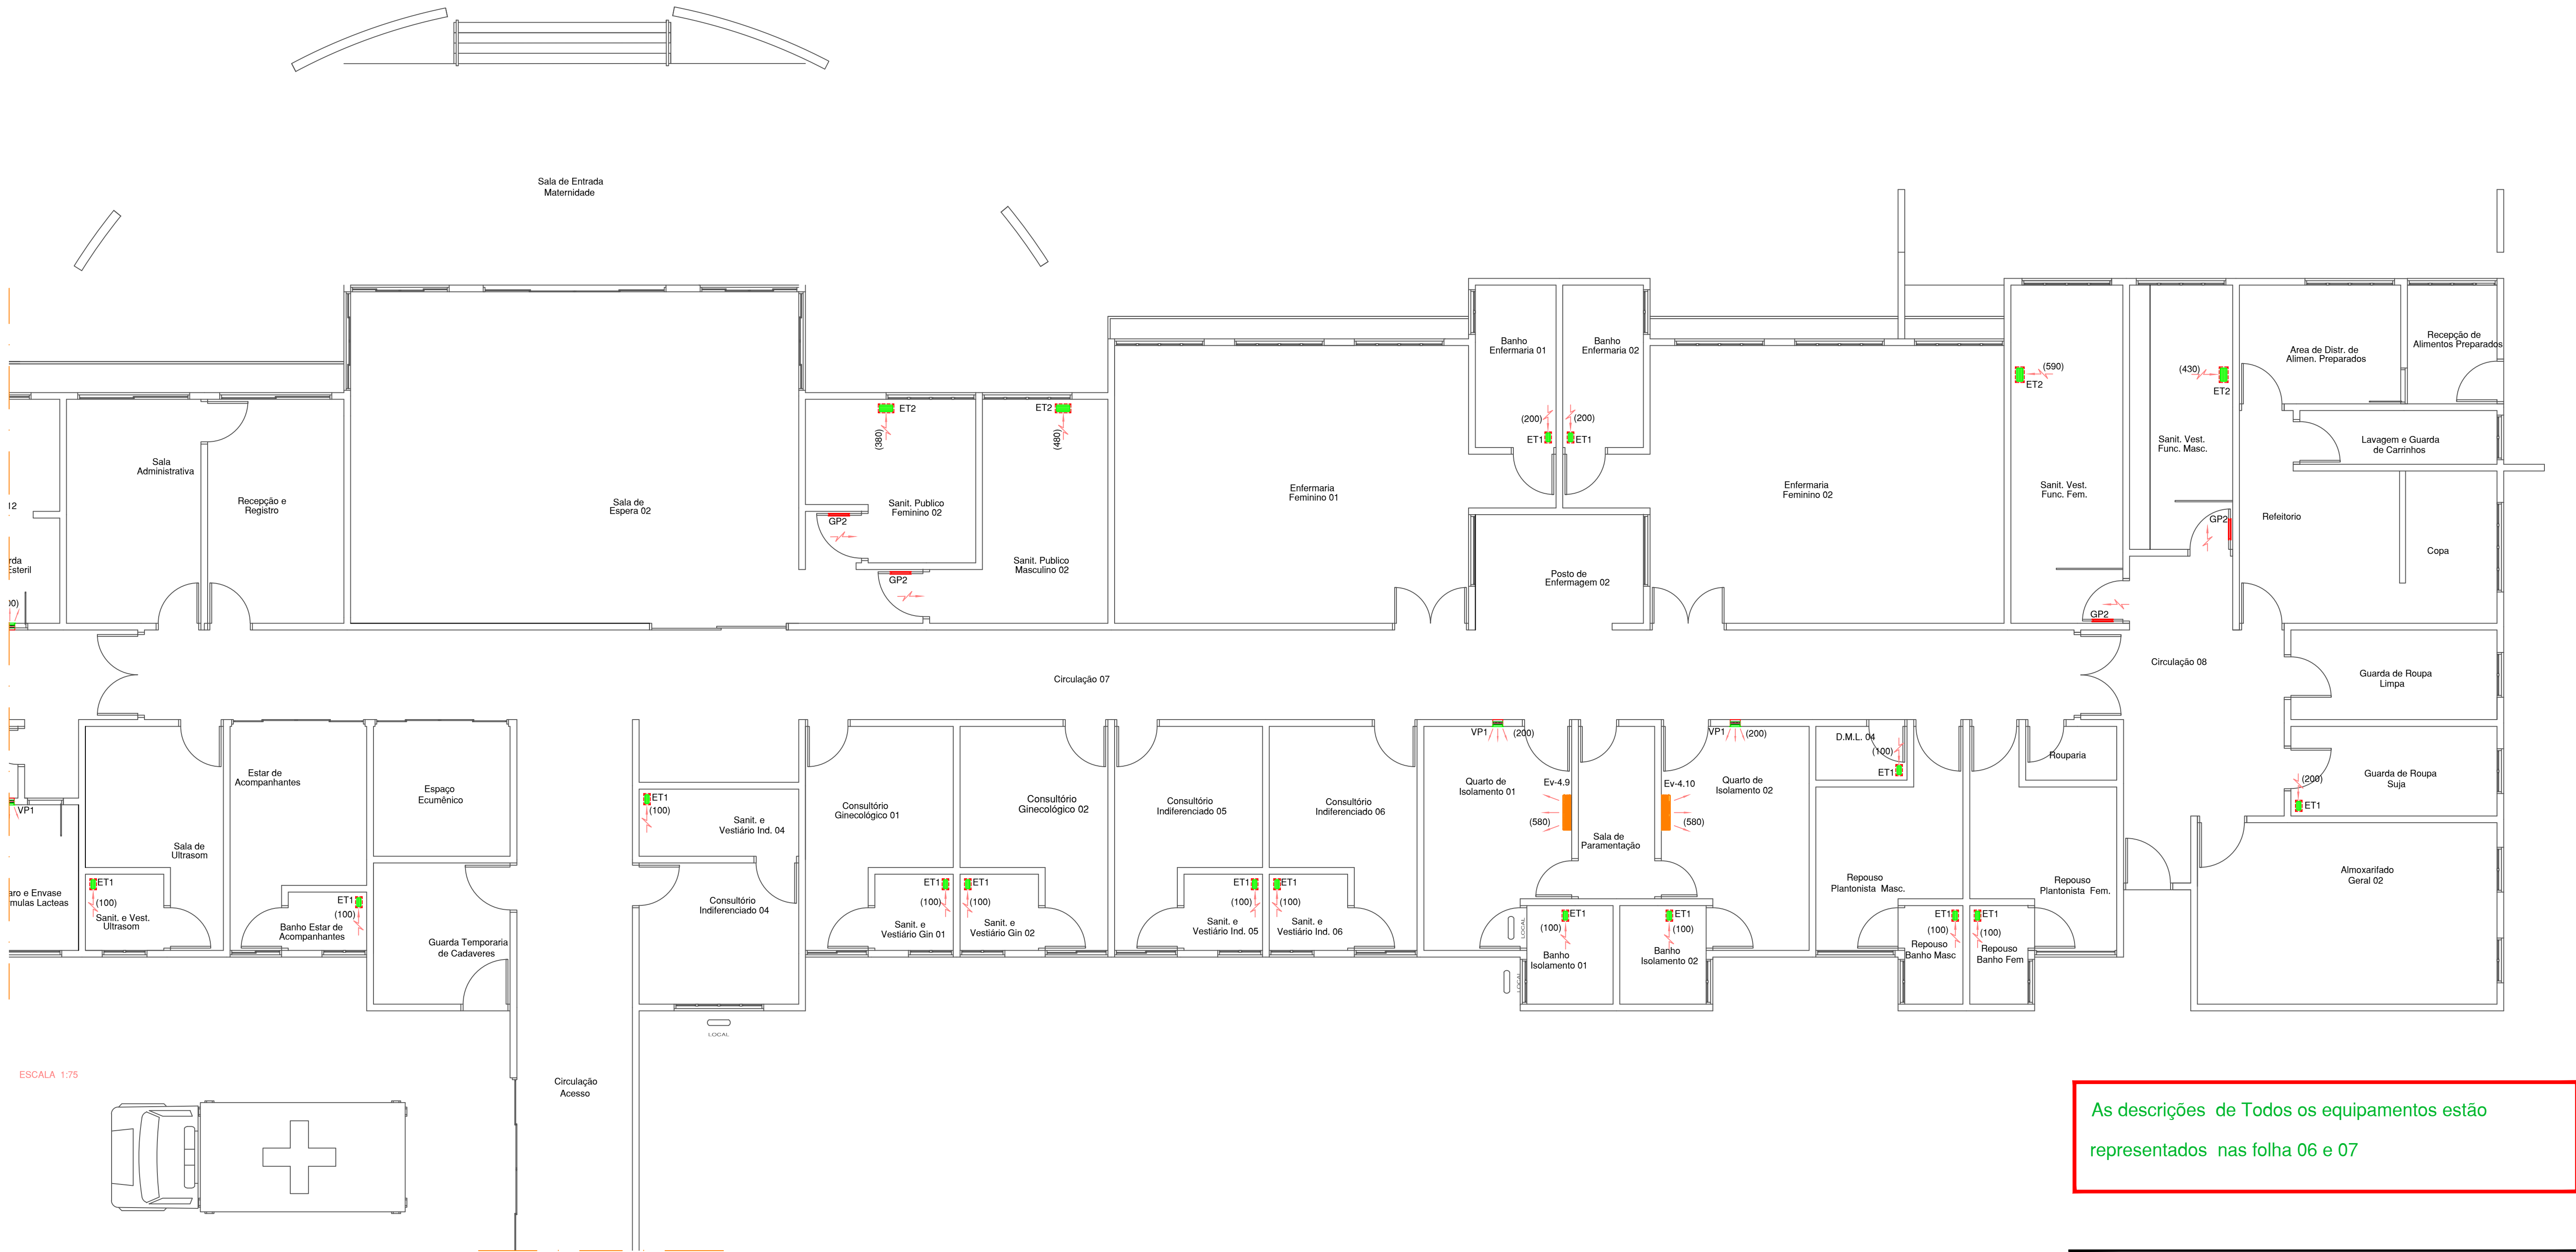 Sala de Entrada
Maternidade
Banho
Enfermaria 01
Banho
Enfermaria 02
Recepção de
Alimentos Preparados
Area de Distr. de
Alimen. Preparados
(590)
ET2
(430)
ET2
ET2
(380)
ET2
(480)
(200)
ET1
(200)
ET1
Sala
Administrativa
Recepção e
Registro
Sala de
Espera 02
Sanit. Publico
Feminino 02
GP2
Sanit. Publico
Masculino 02
GP2
Enfermaria
Feminino 01
Enfermaria
Feminino 02
Posto de
Enfermagem 02
Sanit. Vest.
Func. Fem.
Sanit. Vest.
Func. Masc.
Lavagem e Guarda
de Carrinhos
GP2
Refeitorio
Copa
GP2
12
rda
Esteril
00)
Circulação 07
Circulação 08
Guarda de Roupa
Limpa
VP1
(200)
VP1
(200)
D.M.L. 04
(100)
ET1
Rouparia
Guarda de Roupa
Suja
(200)
ET1
Estar de
Acompanhantes
Espaço
Ecumênico
VP1
Sala de
Ultrasom
ET1
(100)
Sanit. e
Vestiário Ind. 04
Consultório
Ginecológico 01
Consultório
Ginecológico 02
Consultório
Indiferenciado 05
Consultório
Indiferenciado 06
Quarto de
Isolamento 01
Ev-4.9
(580)
Sala de
Paramentação
Ev-4.10
(580)
Quarto de
Isolamento 02
aro e Envase
mulas Lacteas
ET1
(100)
Sanit. e Vest.
Ultrasom
ET1
(100)
Banho Estar de
Acompanhantes
Guarda Temporaria
de Cadaveres
Consultório
Indiferenciado 04
ET1
(100)
Sanit. e
Vestiário Gin 01
ET1
(100)
Sanit. e
Vestiário Gin 02
ET1
(100)
Sanit. e
Vestiário Ind. 05
ET1
(100)
Sanit. e
Vestiário Ind. 06
LOCAL
LOCAL
ET1
(100)
Banho
Isolamento 01
ET1
(100)
Banho
Isolamento 02
Repouso
Plantonista Masc.
Repouso
Plantonista Fem.
ET1
(100)
Repouso
Banho Masc
ET1
(100)
Repouso
Banho Fem
Almoxarifado
Geral 02
LOCAL
ESCALA 1:75
Circulação
Acesso
As descrições de Todos os equipamentos estão
representados nas folha 06 e 07